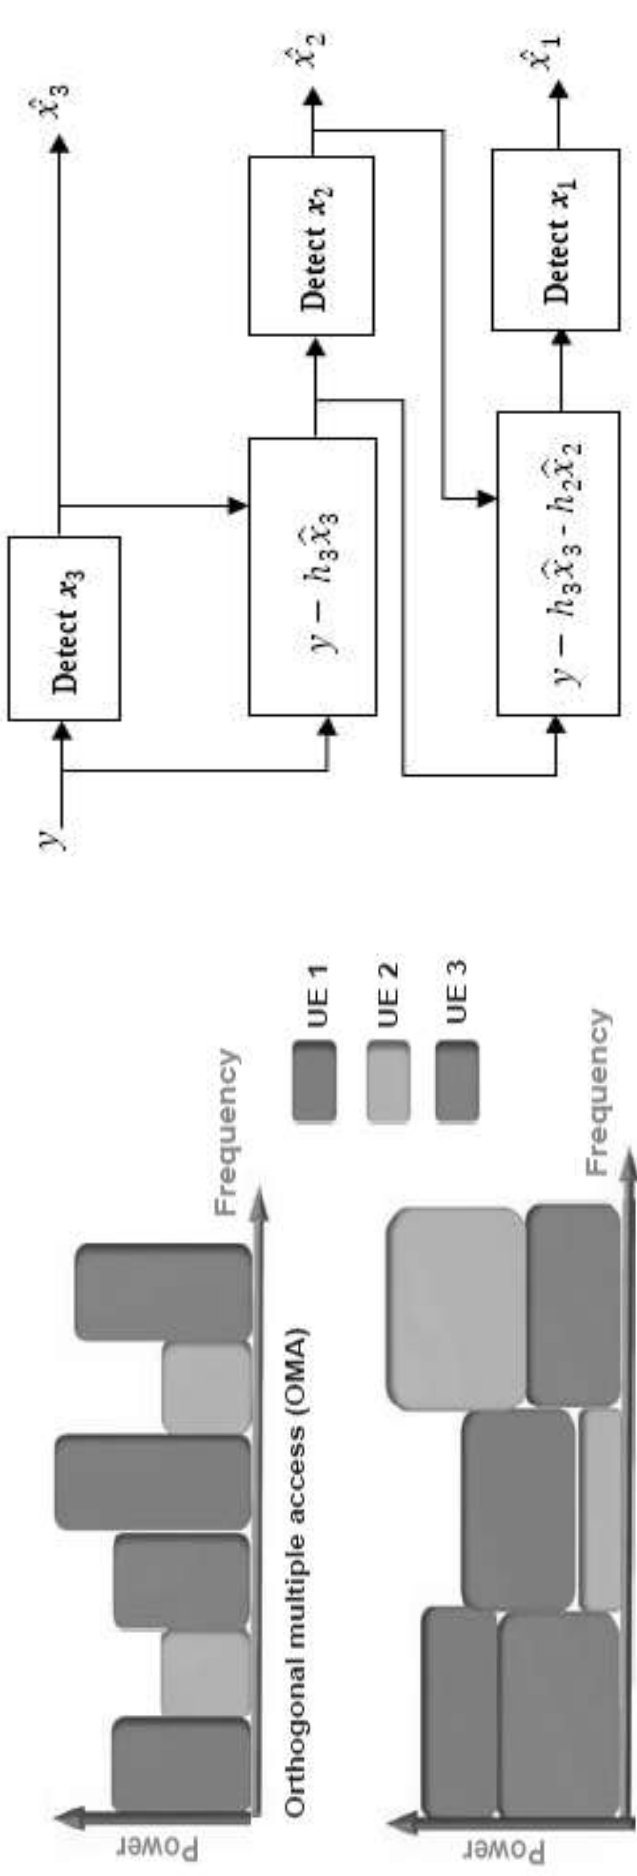 Power
Frequency
Orthogonal multiple access (OMA)
UE 1
UE 2
UE 3
Power
Frequency
y
Detect x₃
x̂₃
y − h₃x̂₃
Detect x₂
x̂₂
y − h₃x̂₃ - h₂x̂₂
Detect x₁
x̂₁